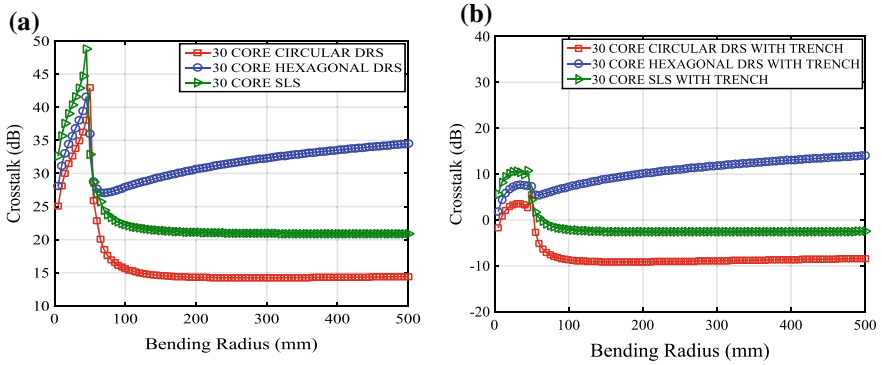 (a)
50
45
40
35
30
25
20
15
10
Crosstalk (dB)
30 CORE CIRCULAR DRS
30 CORE HEXAGONAL DRS
30 CORE SLS
0
100
200
300
400
500
Bending Radius (mm)
(b)
40
30
20
10
0
-10
-20
Crosstalk (dB)
30 CORE CIRCULAR DRS WITH TRENCH
30 CORE HEXAGONAL DRS WITH TRENCH
30 CORE SLS WITH TRENCH
0
100
200
300
400
500
Bending Radius (mm)